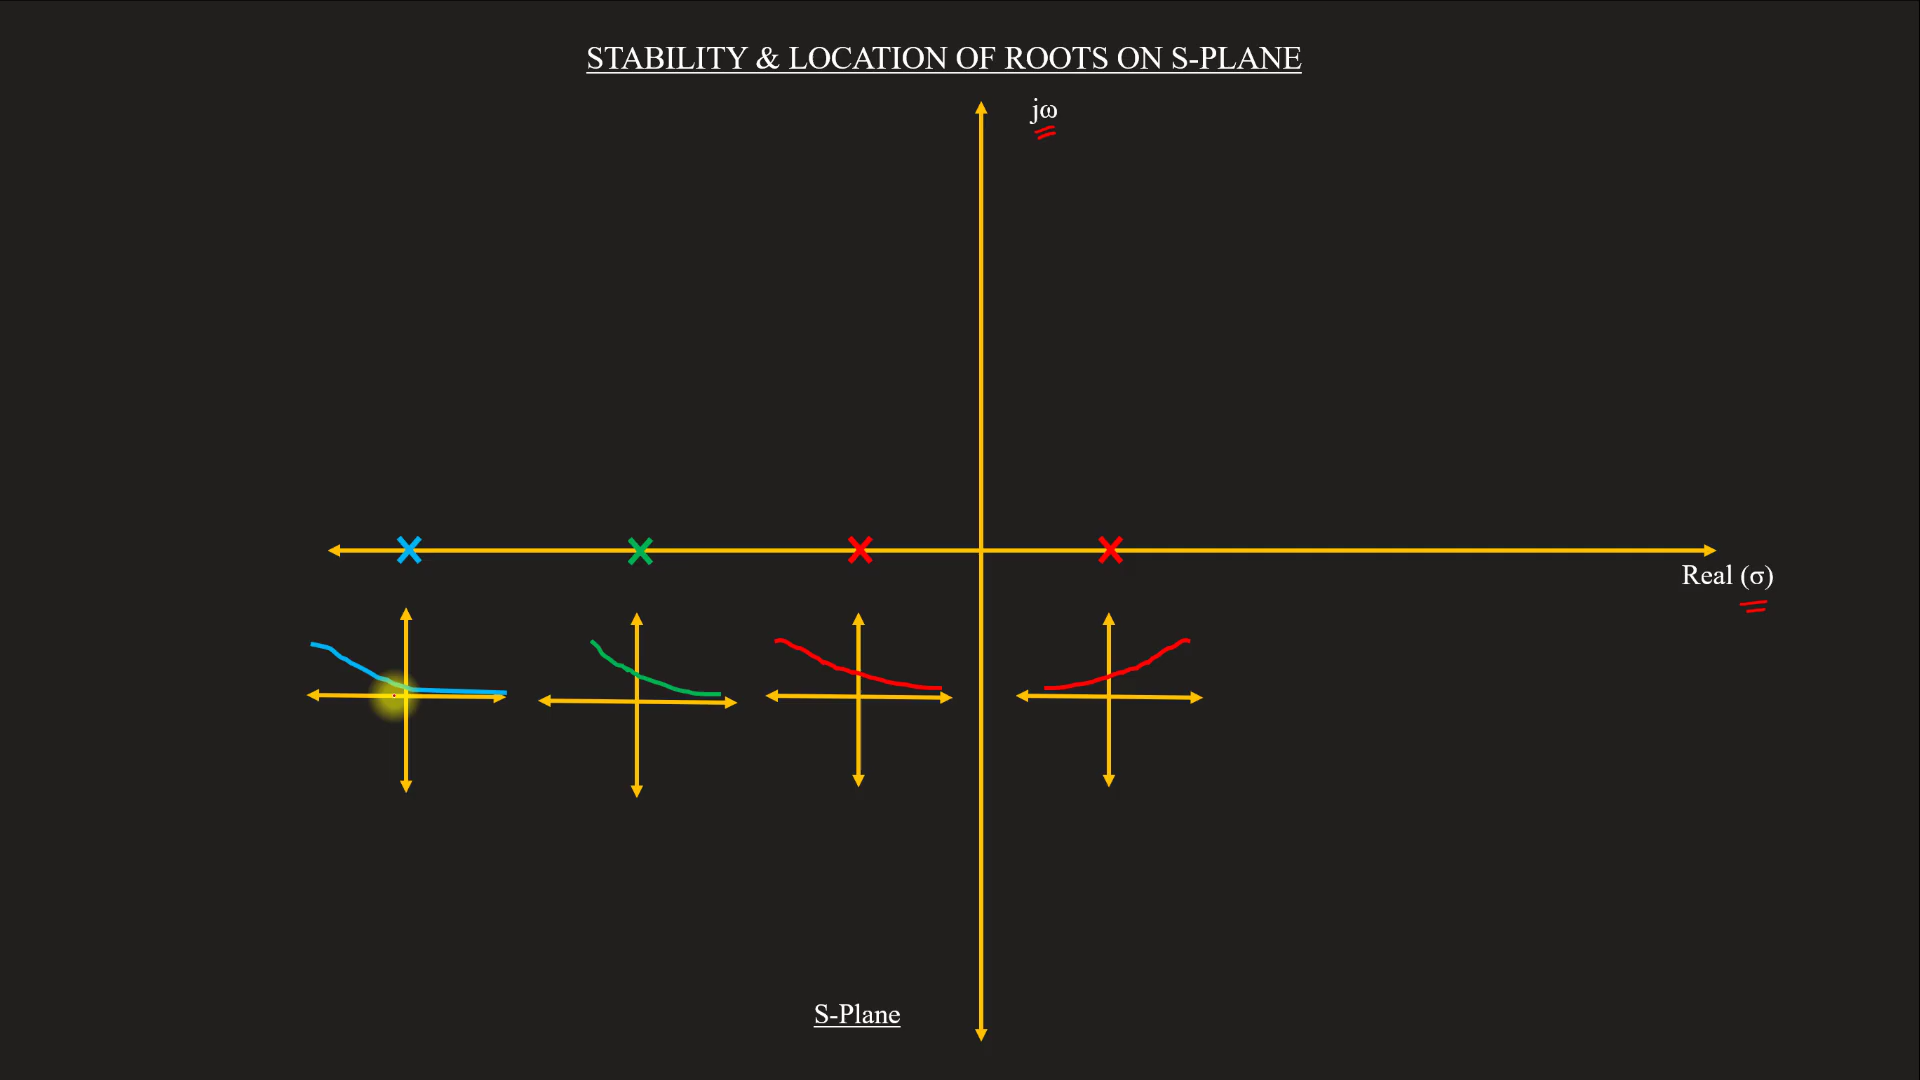 STABILITY & LOCATION OF ROOTS ON S-PLANE
jω
Real (σ)
S-Plane